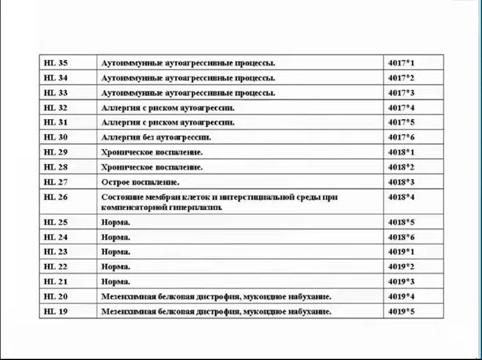 HL 35 Аутоиммунные аутоагрессивные процессы. 4017*1
HL 34 Аутоиммунные аутоагрессивные процессы. 4017*2
HL 33 Аутоиммунные аутоагрессивные процессы. 4017*3
HL 32 Аллергия с риском аутоагрессии. 4017*4
HL 31 Аллергия с риском аутоагрессии. 4017*5
HL 30 Аллергия без аутоагрессии. 4017*6
HL 29 Хроническое воспаление. 4018*1
HL 28 Хроническое воспаление. 4018*2
HL 27 Острое воспаление. 4018*3
HL 26 Состояние мембран клеток и интерстициальной среды при 4018*4
компенсаторной гиперплазии.
HL 25 Норма. 4018*5
HL 24 Норма. 4018*6
HL 23 Норма. 4019*1
HL 22 Норма. 4019*2
HL 21 Норма. 4019*3
HL 20 Мезенхимная белковая дистрофия, мукоидное набухание. 4019*4
HL 19 Мезенхимная белковая дистрофия, мукоидное набухание. 4019*5